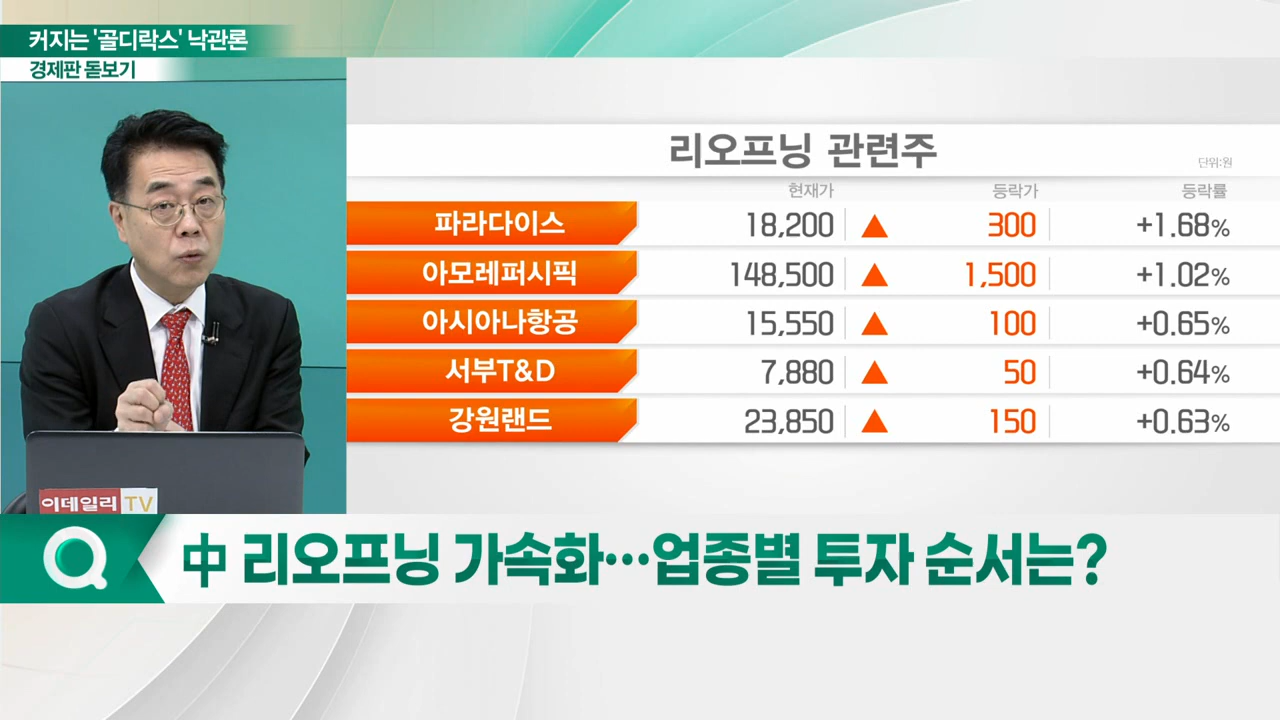 커지는 '골디락스' 낙관론
경제판 돋보기
리오프닝 관련주
단위:원
현재가 등락가 등락률
파라다이스 18,200 ▲ 300 +1.68%
아모레퍼시픽 148,500 ▲ 1,500 +1.02%
아시아나항공 15,550 ▲ 100 +0.65%
서부T&D 7,880 ▲ 50 +0.64%
강원랜드 23,850 ▲ 150 +0.63%
이데일리TV
Q 中 리오프닝 가속화…업종별 투자 순서는?